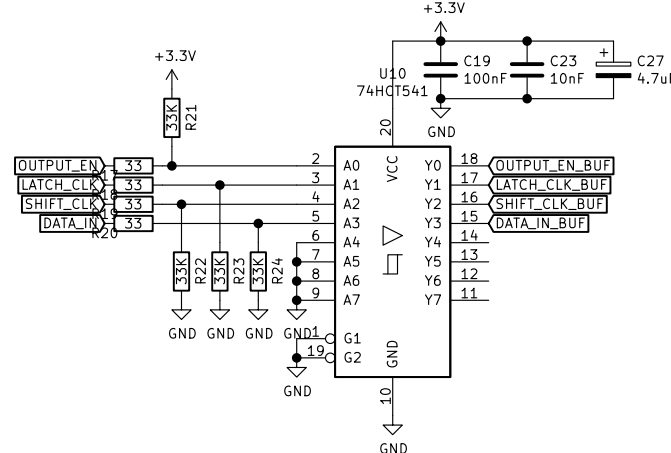 +3.3V
+3.3V
C19
100nF
C23
10nF
+
C27
4.7u
U10
74HCT541
33K
R21
20
VCC
GND
OUTPUT_EN
33
2
A0
Y0
18
OUTPUT_EN_BUF
LATCH_CLK
33
3
A1
Y1
17
LATCH_CLK_BUF
R18
SHIFT_CLK
33
4
A2
Y2
16
SHIFT_CLK_BUF
R19
DATA_IN
33
5
A3
Y3
15
DATA_IN_BUF
R20
6
A4
Y4
14
7
A5
Y5
13
8
A6
Y6
12
9
A7
Y7
11
33K
R22
33K
R23
33K
R24
GND
GND
GND
GND
1
G1
19
G2
GND
GND
10
GND